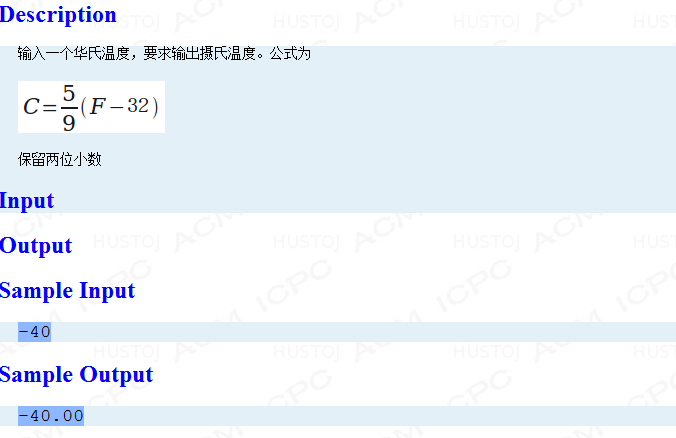 Description
输入一个华氏温度，要求输出摄氏温度。公式为
C=5/9(F−32)
保留两位小数
Input
Output
Sample Input
-40
Sample Output
-40.00